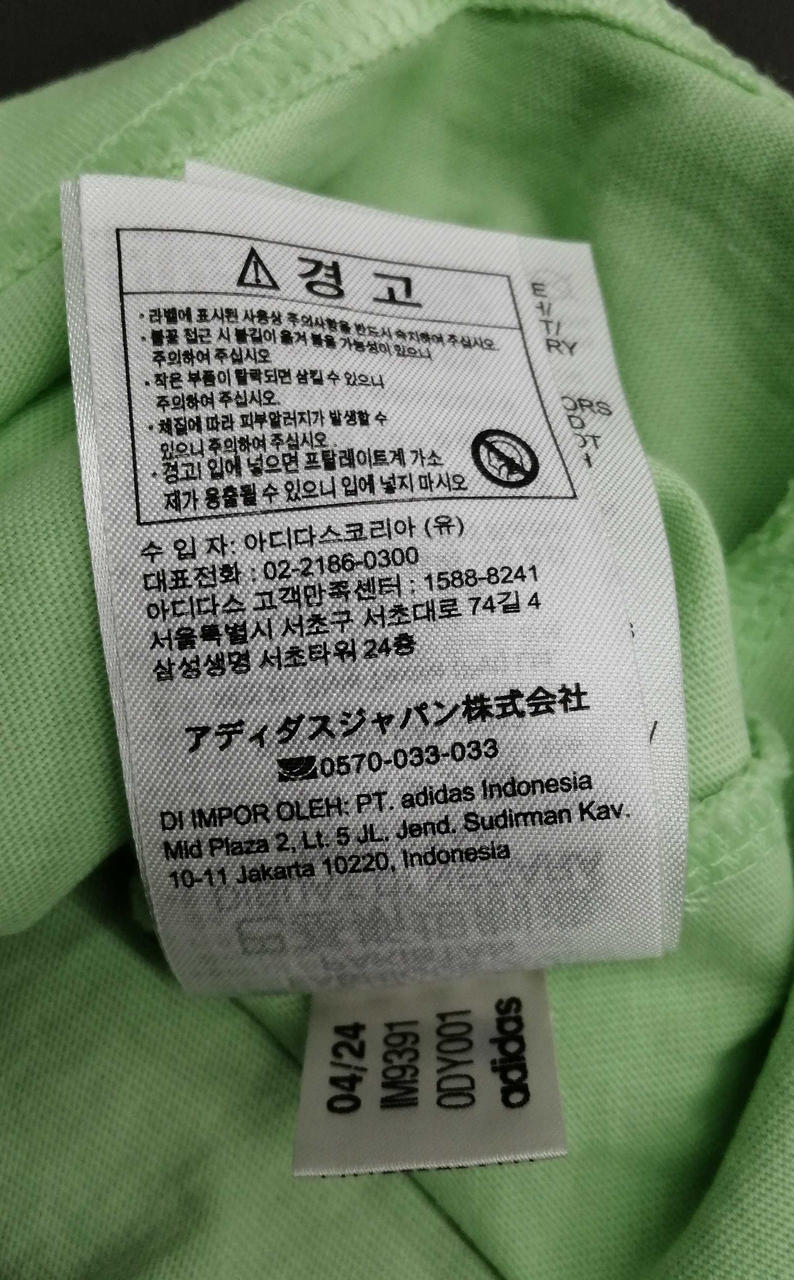 ⚠경 고
• 라벨에 표시된 사용상 주의사항을 반드시 숙지하여 주십시오
• 불꽃 접근 시 불길이 옮겨 붙을 가능성이 있으니
주의하여 주십시오
• 작은 부품이 탈락되면 삼킬 수 있으니
주의하여 주십시오.
• 체질에 따라 피부알러지가 발생할 수
있으니 주의하여 주십시오.
• 경고! 입에 넣으면 프탈레이트계 가소
제가 용출될 수 있으니 입에 넣지 마시오
수 입 자: 아디다스코리아 (유)
대표전화 : 02-2186-0300
아디다스 고객만족센터 : 1588-8241
서울특별시 서초구 서초대로 74길 4
삼성생명 서초타워 24층
アディダスジャパン株式会社
0570-033-033
DI IMPOR OLEH: PT. adidas Indonesia
Mid Plaza 2, Lt. 5 JL. Jend. Sudirman Kav.
10-11 Jakarta 10220, Indonesia
E
H/
T/
RY
ORS
D
OT
04/24
IM9391
0DY001
adidas